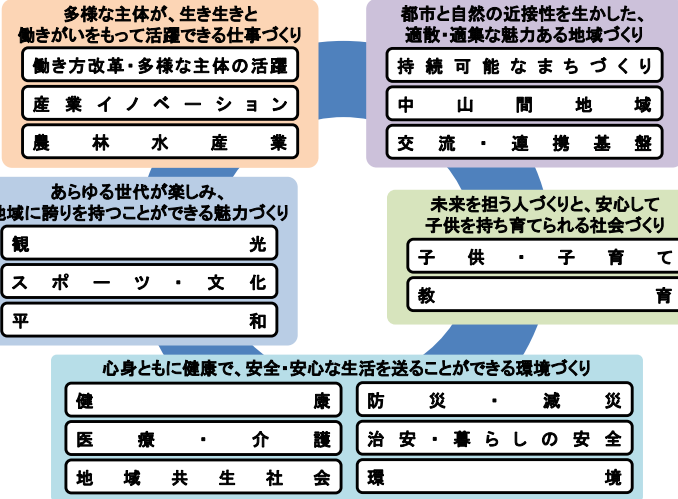 多様な主体が、生き生きと
働きがいをもって活躍できる仕事づくり
働き方改革・多様な主体の活躍
産業イノベーション
農林水産業
都市と自然の近接性を生かした、
適散・適集な魅力ある地域づくり
持続可能なまちづくり
中山間地域
交流・連携基盤
あらゆる世代が楽しみ、
地域に誇りを持つことができる魅力づくり
観光
スポーツ・文化
平和
未来を担う人づくりと、安心して
子供を持ち育てられる社会づくり
子供・子育て
教育
心身ともに健康で、安全・安心な生活を送ることができる環境づくり
健康
医療・介護
地域共生社会
防災・減災
治安・暮らしの安全
環境